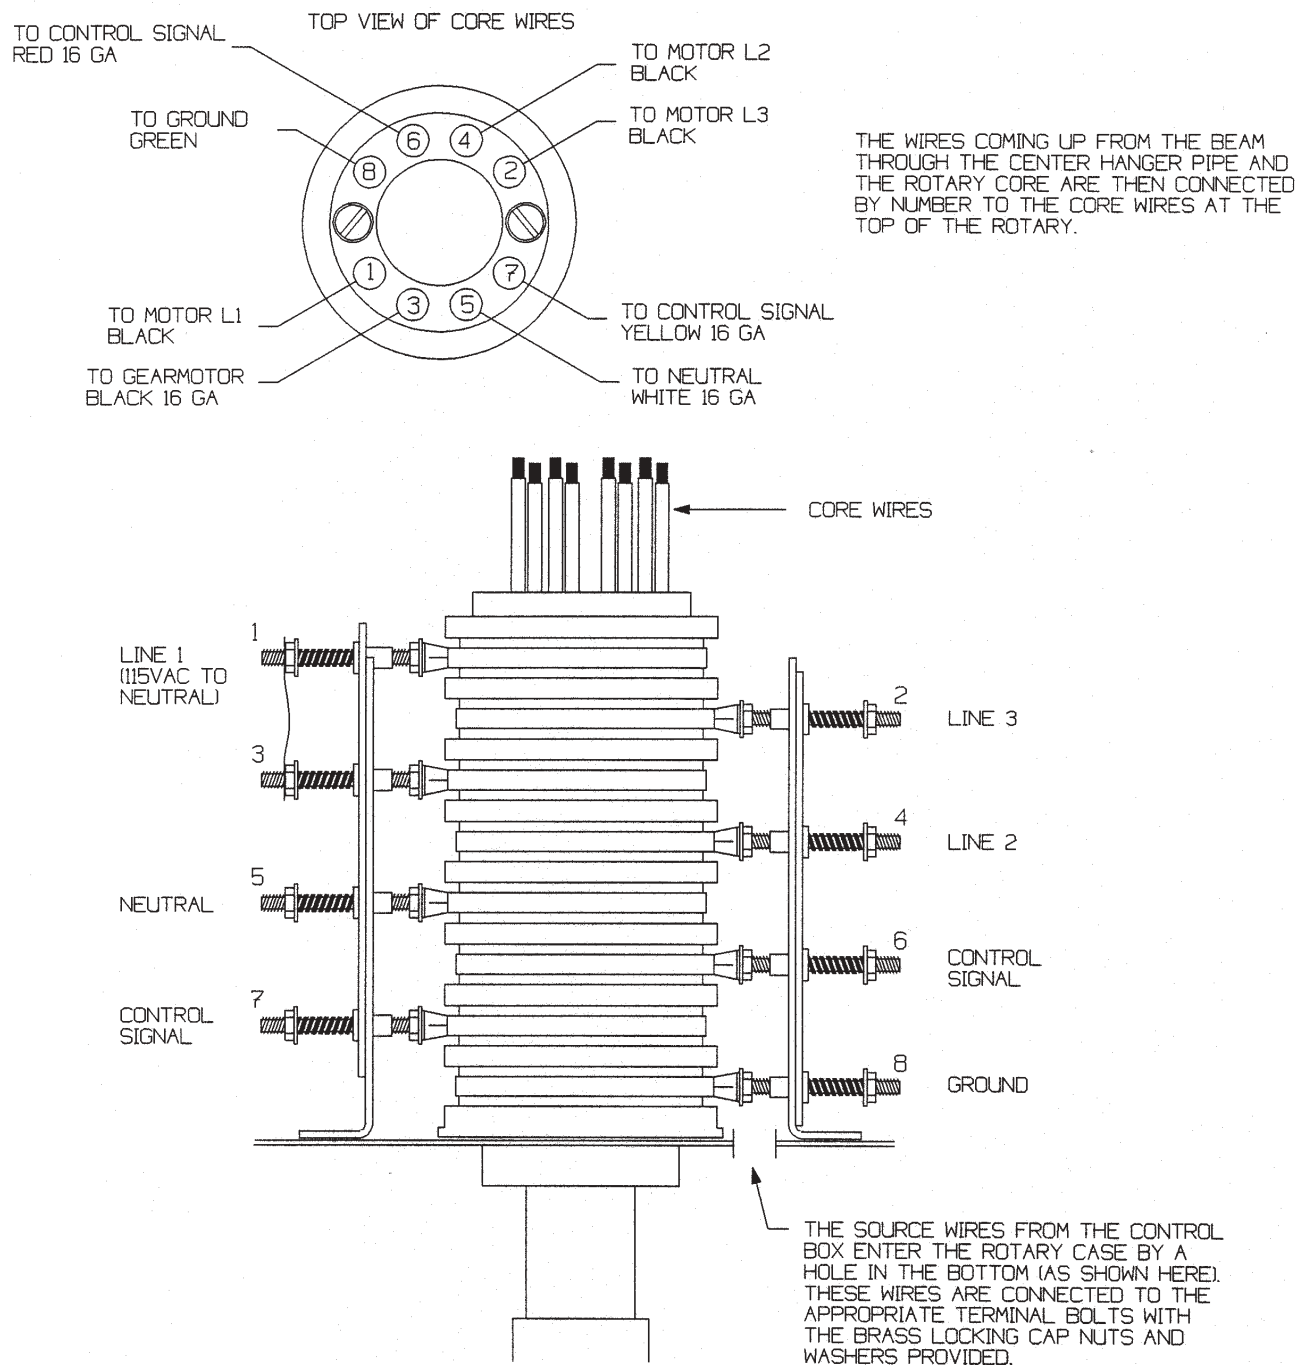 TOP VIEW OF CORE WIRES
TO CONTROL SIGNAL
RED 16 GA
TO MOTOR L2
BLACK
TO GROUND
GREEN
TO MOTOR L3
BLACK
6
4
8
2
1
7
3
5
TO MOTOR L1
BLACK
TO CONTROL SIGNAL
YELLOW 16 GA
TO GEARMOTOR
BLACK 16 GA
TO NEUTRAL
WHITE 16 GA
THE WIRES COMING UP FROM THE BEAM
THROUGH THE CENTER HANGER PIPE AND
THE ROTARY CORE ARE THEN CONNECTED
BY NUMBER TO THE CORE WIRES AT THE
TOP OF THE ROTARY.
CORE WIRES
1
LINE 1
(115VAC TO
NEUTRAL)
2
LINE 3
3
4
LINE 2
5
NEUTRAL
6
CONTROL
SIGNAL
7
CONTROL
SIGNAL
8
GROUND
THE SOURCE WIRES FROM THE CONTROL
BOX ENTER THE ROTARY CASE BY A
HOLE IN THE BOTTOM (AS SHOWN HERE).
THESE WIRES ARE CONNECTED TO THE
APPROPRIATE TERMINAL BOLTS WITH
THE BRASS LOCKING CAP NUTS AND
WASHERS PROVIDED.